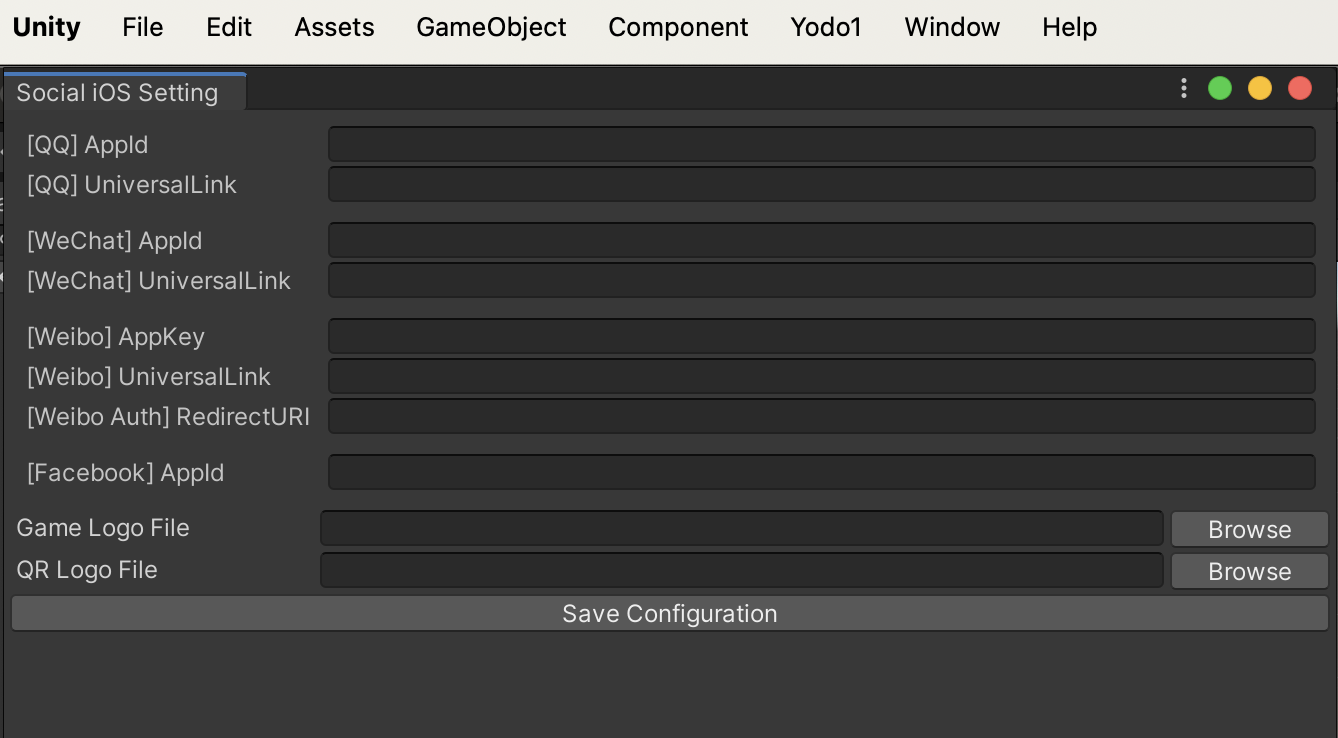 Unity File Edit Assets GameObject Component Yodo1 Window Help
Social iOS Setting
[QQ] AppId
[QQ] UniversalLink
[WeChat] AppId
[WeChat] UniversalLink
[Weibo] AppKey
[Weibo] UniversalLink
[Weibo Auth] RedirectURI
[Facebook] AppId
Game Logo File Browse
QR Logo File Browse
Save Configuration